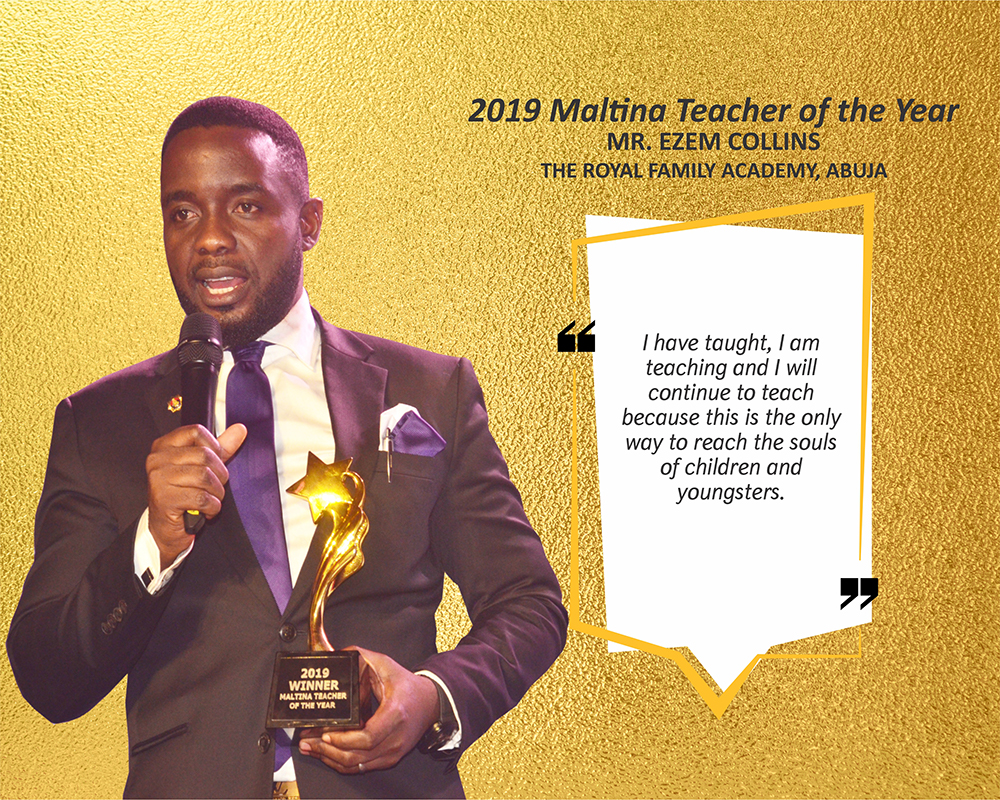 2019 Maltina Teacher of the Year
MR. EZEM COLLINS
THE ROYAL FAMILY ACADEMY, ABUJA
❝ I have taught, I am
teaching and I will
continue to teach
because this is the only
way to reach the souls
of children and
youngsters.
❞
2019
WINNER
MALTINA TEACHER
OF THE YEAR